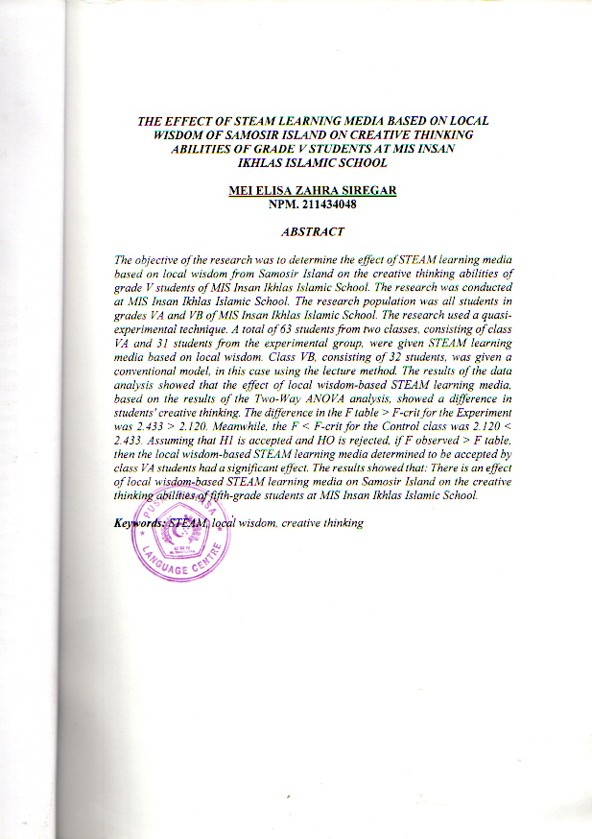 THE EFFECT OF STEAM LEARNING MEDIA BASED ON LOCAL
WISDOM OF SAMOSIR ISLAND ON CREATIVE THINKING
ABILITIES OF GRADE V STUDENTS AT MIS INSAN
IKHLAS ISLAMIC SCHOOL
MEI ELISA ZAHRA SIREGAR
NPM. 211434048
ABSTRACT
The objective of the research was to determine the effect of STEAM learning media
based on local wisdom from Samosir Island on the creative thinking abilities of
grade V students of MIS Insan Ikhlas Islamic School. The research was conducted
at MIS Insan Ikhlas Islamic School. The research population was all students in
grades VA and VB of MIS Insan Ikhlas Islamic School. The research used a quasi-
experimental technique. A total of 63 students from two classes, consisting of class
VA and 31 students from the experimental group, were given STEAM learning
media based on local wisdom. Class VB, consisting of 32 students, was given a
conventional model, in this case using the lecture method. The results of the data
analysis showed that the effect of local wisdom-based STEAM learning media,
based on the results of the Two-Way ANOVA analysis, showed a difference in
students' creative thinking. The difference in the F table > F-crit for the Experiment
was 2.433 > 2.120. Meanwhile, the F < F-crit for the Control class was 2.120 <
2.433. Assuming that H1 is accepted and HO is rejected, if F observed > F table,
then the local wisdom-based STEAM learning media determined to be accepted by
class VA students had a significant effect. The results showed that: There is an effect
of local wisdom-based STEAM learning media on Samosir Island on the creative
thinking abilities of fifth-grade students at MIS Insan Ikhlas Islamic School.
Keywords: STEAM, local wisdom, creative thinking
LANGUAGE CENTRE